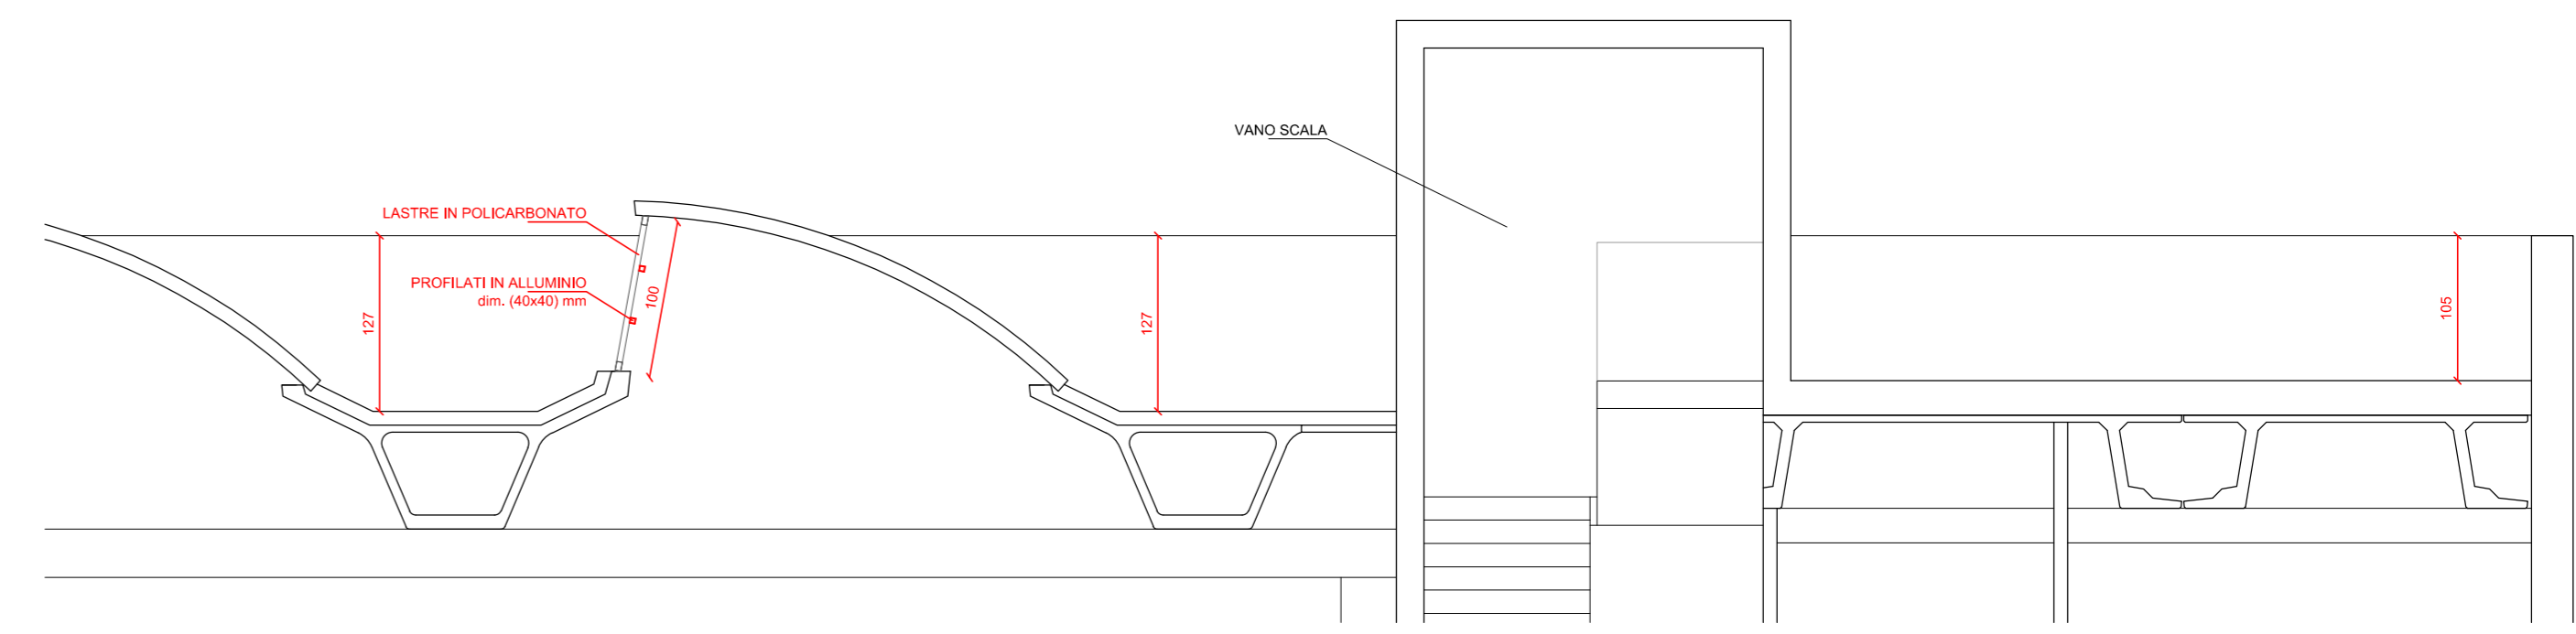 VANO SCALA
LASTRE IN POLICARBONATO
PROFILATI IN ALLUMINIO
dim. (40x40) mm
127
100
127
105